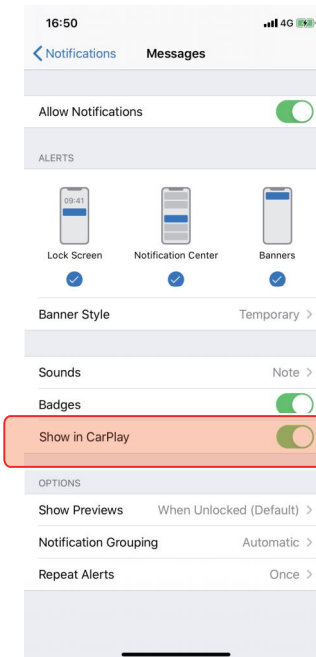 16:50 4G
Notifications Messages
Allow Notifications
ALERTS
09:41
Lock Screen Notification Center Banners
Banner Style Temporary
Sounds Note
Badges
Show in CarPlay
OPTIONS
Show Previews When Unlocked (Default)
Notification Grouping Automatic
Repeat Alerts Once